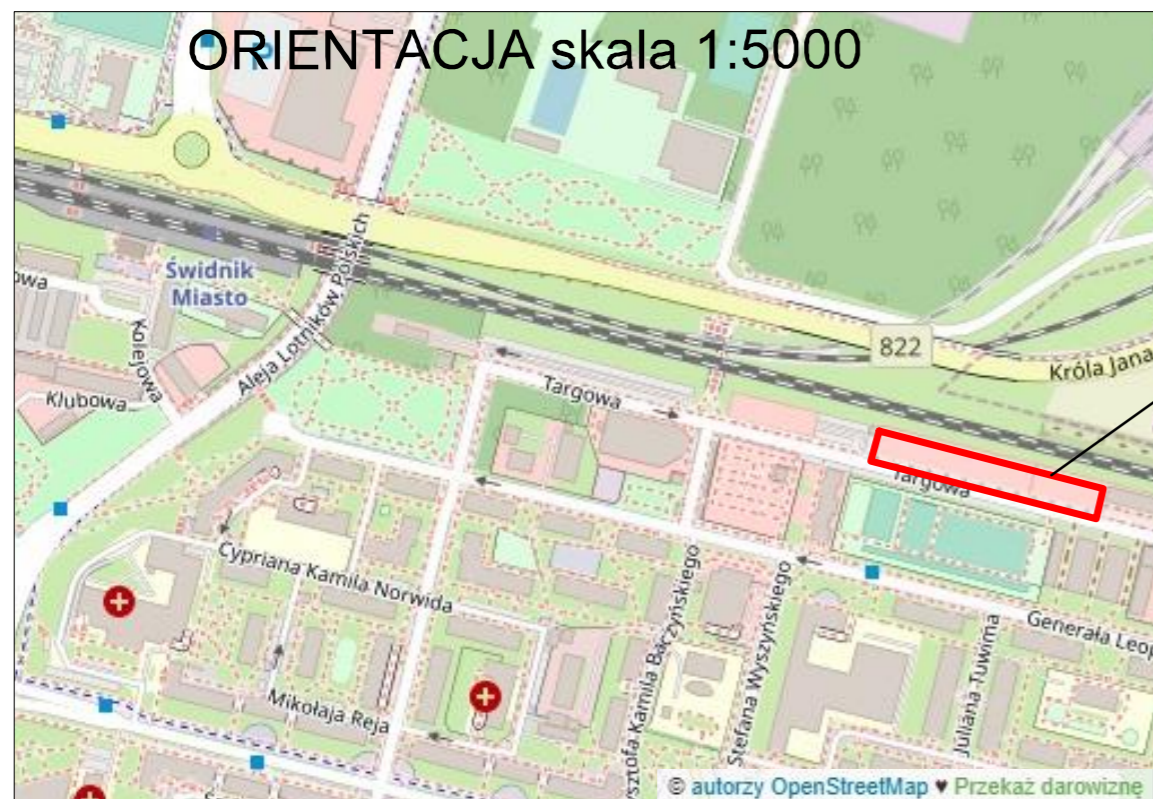 ORIENTACJA skala 1:5000
Świdnik
Miasto
Aleja Lotników Polskich
owa
Kolejowa
Klubowa
822
Króla Jana
Targowa
Targowa
Cypriana Kamila Norwida
Mikołaja Reja
sztofa Kamila Baczyńskiego
Stefana Wyszyńskiego
Juliana Tuwima
Generała Leop
© autorzy OpenStreetMap ♥ Przekaż darowiznę